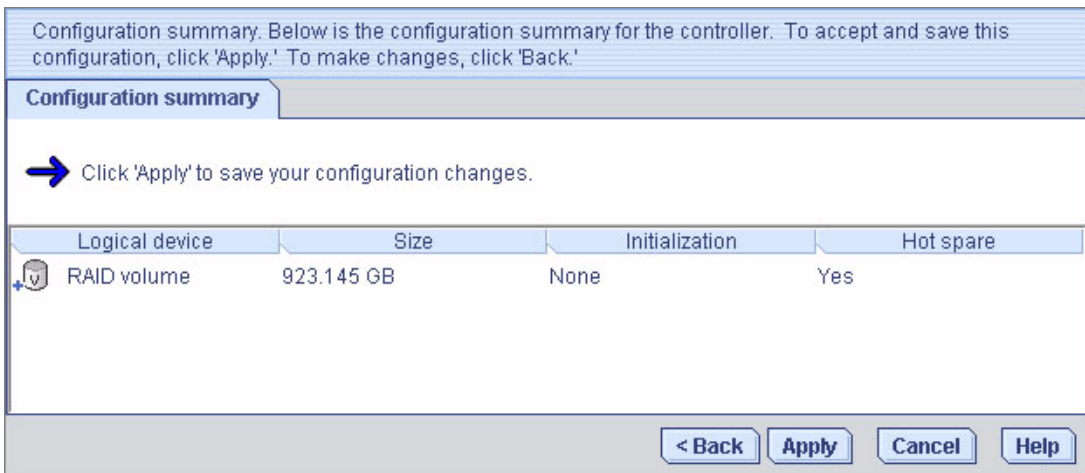 Configuration summary. Below is the configuration summary for the controller. To accept and save this
configuration, click 'Apply.' To make changes, click 'Back.'
Configuration summary
Click 'Apply' to save your configuration changes.
Logical device Size Initialization Hot spare
V RAID volume 923.145 GB None Yes
< Back Apply Cancel Help